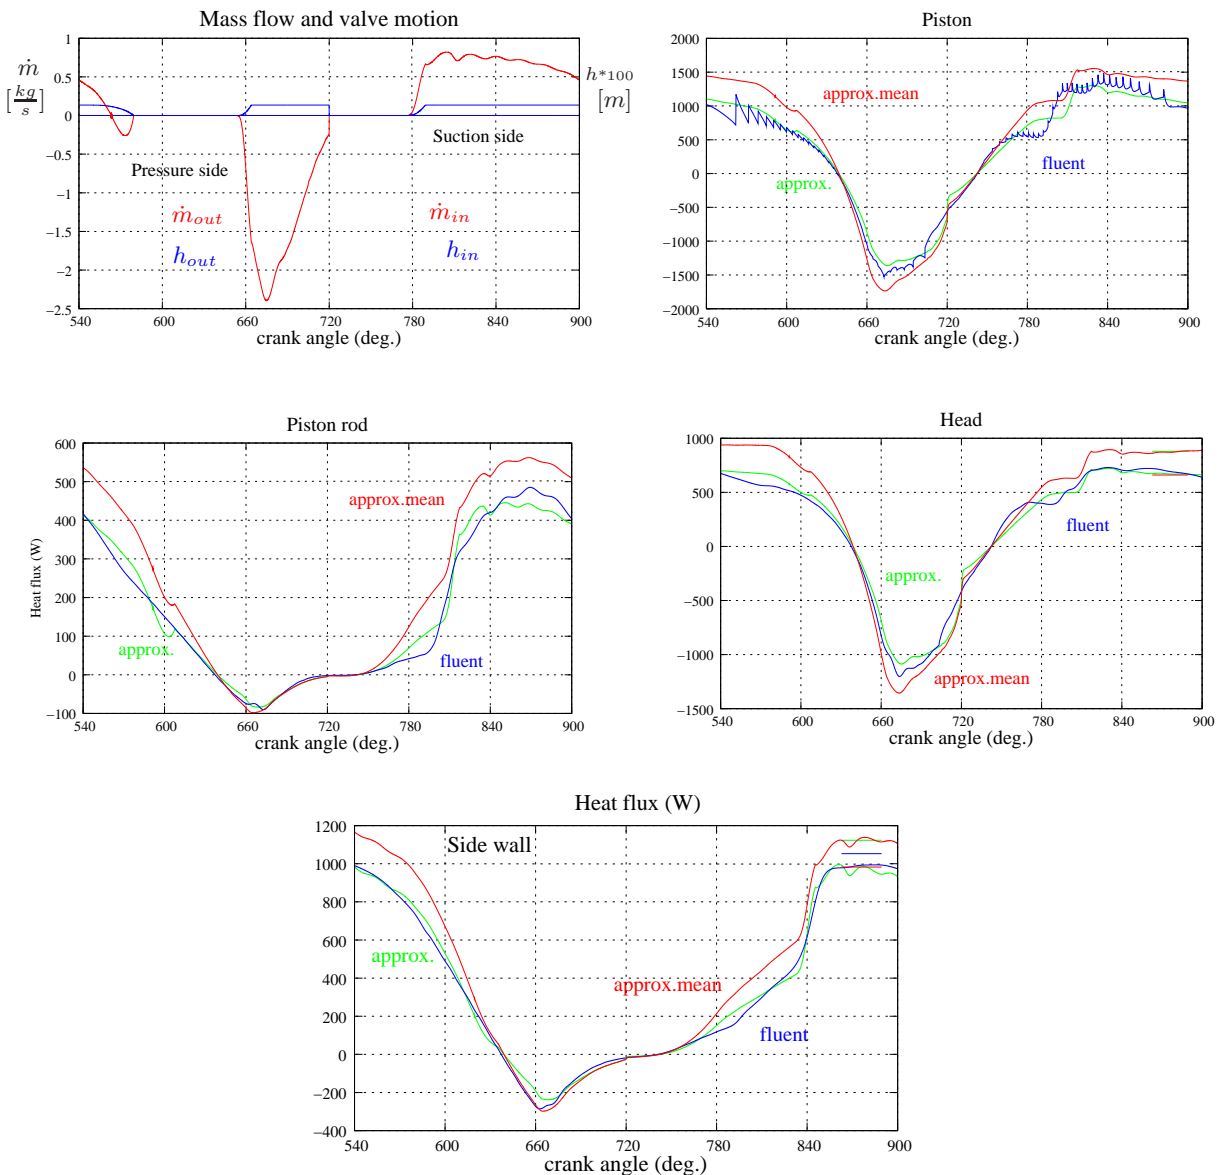 Mass flow and valve motion
1
0.5
0
−0.5
−1
−1.5
−2
−2.5
ṁ
[kg/s]
h*100
[m]
Pressure side
Suction side
ṁout
hout
ṁin
hin
540 600 660 720 780 840 900
crank angle (deg.)
Piston
2000
1500
1000
500
0
−500
−1000
−1500
−2000
approx.mean
approx.
fluent
540 600 660 720 780 840 900
crank angle (deg.)
Piston rod
600
500
400
300
200
100
0
−100
Heat flux (W)
approx.mean
approx.
fluent
540 600 660 720 780 840 900
crank angle (deg.)
Head
1000
500
0
−500
−1000
−1500
fluent
approx.
approx.mean
540 600 660 720 780 840 900
crank angle (deg.)
Heat flux (W)
1200
1000
800
600
400
200
0
−200
−400
Side wall
approx.
approx.mean
fluent
540 600 660 720 780 840 900
crank angle (deg.)